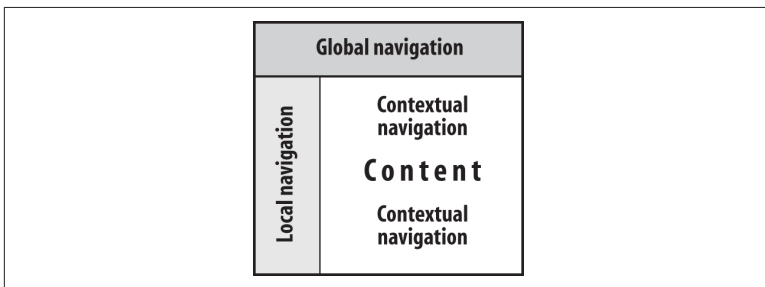 Global navigation
Local navigation
Contextual
navigation
Content
Contextual
navigation